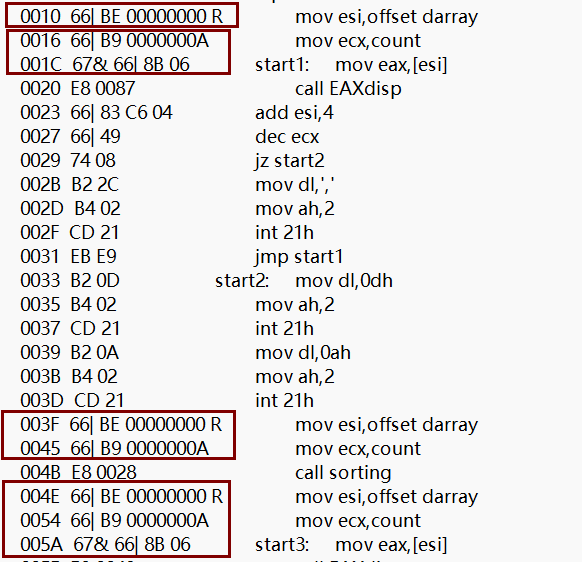 0010 66| BE 00000000 R mov esi,offset darray
0016 66| B9 0000000A mov ecx,count
001C 67& 66| 8B 06 start1: mov eax,[esi]
0020 E8 0087 call EAXdisp
0023 66| 83 C6 04 add esi,4
0027 66| 49 dec ecx
0029 74 08 jz start2
002B B2 2C mov dl,','
002D B4 02 mov ah,2
002F CD 21 int 21h
0031 EB E9 jmp start1
0033 B2 0D start2: mov dl,0dh
0035 B4 02 mov ah,2
0037 CD 21 int 21h
0039 B2 0A mov dl,0ah
003B B4 02 mov ah,2
003D CD 21 int 21h
003F 66| BE 00000000 R mov esi,offset darray
0045 66| B9 0000000A mov ecx,count
004B E8 0028 call sorting
004E 66| BE 00000000 R mov esi,offset darray
0054 66| B9 0000000A mov ecx,count
005A 67& 66| 8B 06 start3: mov eax,[esi]